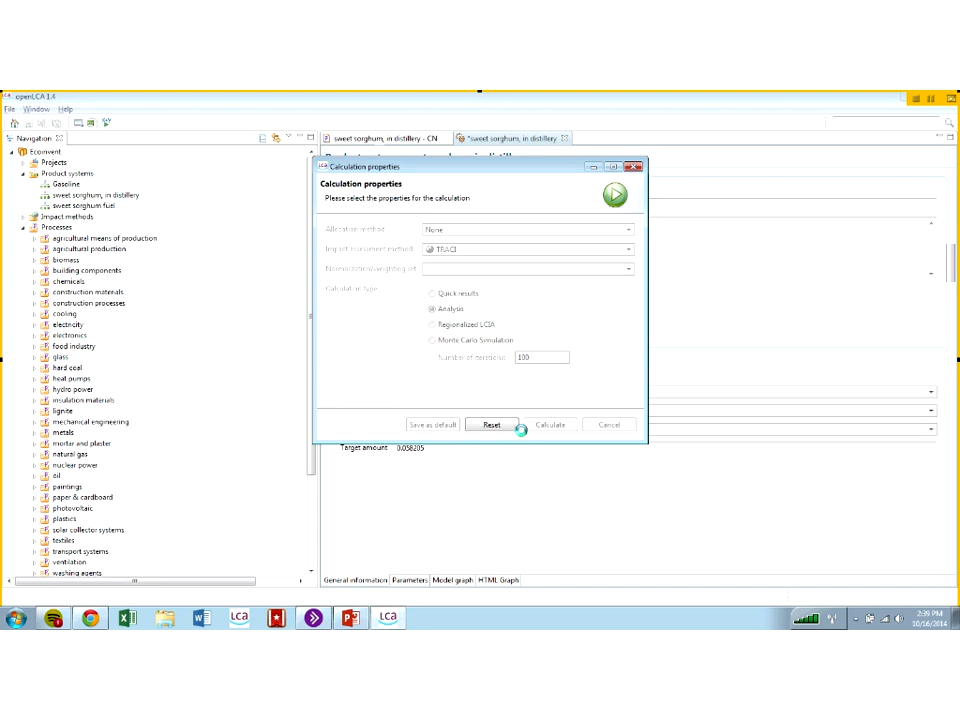 openLCA 1.4
File Window Help
Navigation
sweet sorghum, in distillery - CN
*sweet sorghum, in distillery
Ecoinvent
Projects
Product systems
Gasoline
sweet sorghum, in distillery
sweet sorghum fuel
Impact methods
Processes
agricultural means of production
agricultural production
biomass
building components
chemicals
construction materials
construction processes
cooling
electricity
electronics
food industry
glass
hard coal
heat pumps
hydro power
insulation materials
lignite
mechanical engineering
metals
mortar and plaster
natural gas
nuclear power
oil
paintings
paper & cardboard
photovoltaic
plastics
solar collector systems
textiles
transport systems
ventilation
washing agents
LCA Calculation properties
Calculation properties
Please select the properties for the calculation
Allocation method
None
Impact assessment method
TRACI
Normalization/weighting set
Calculation type
Quick results
Analysis
Regionalized LCIA
Monte Carlo Simulation
Number of iterations:
100
Save as default
Reset
Calculate
Cancel
Target amount 0.058205
General information Parameters Model graph HTML Graph
LCA
LCA
2:39 PM
10/16/2014